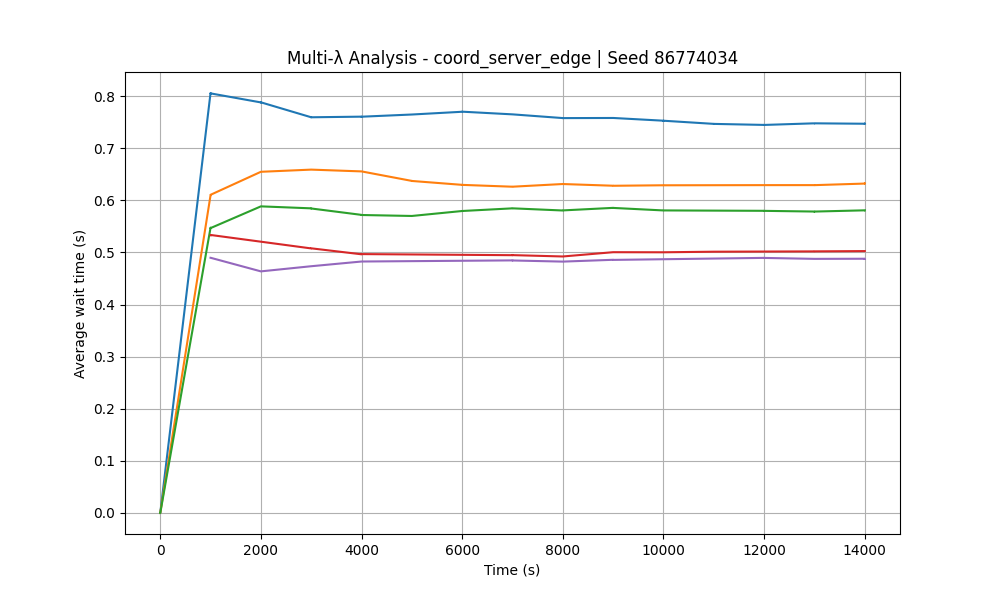 Multi-λ Analysis - coord_server_edge | Seed 86774034
Average wait time (s)
0.8
0.7
0.6
0.5
0.4
0.3
0.2
0.1
0.0
0 2000 4000 6000 8000 10000 12000 14000
Time (s)